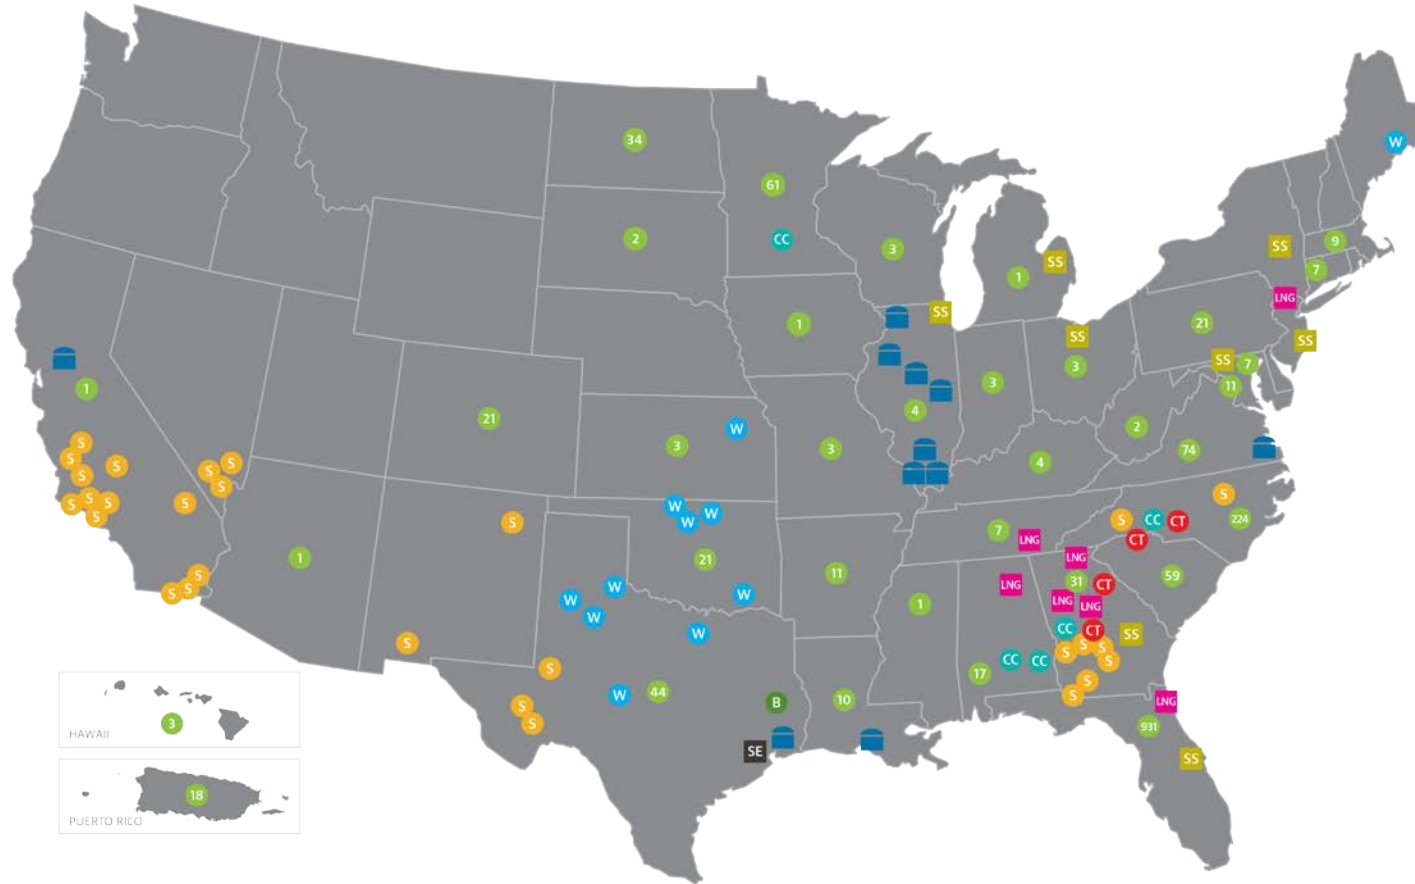 W
34
61
2
CC
3
SS
9
SS
1
7
LNG
SS
1
21
SS
SS
3
7
3
11
1
4
21
2
W
3
3
74
S
S
4
S
S
S
S
S
S
S
S
S
S
S
S
W
W
W
S
7
LNG
S
CC
CT
224
CT
1
21
LNG
11
LNG
31
CT
59
S
S
S
W
W
W
W
1
LNG
LNG
W
CC
CT
SS
S
S
S
S
S
CC
CC
S
17
S
S
W
44
B
10
LNG
S
S
931
SE
SS
3
HAWAII
18
PUERTO RICO